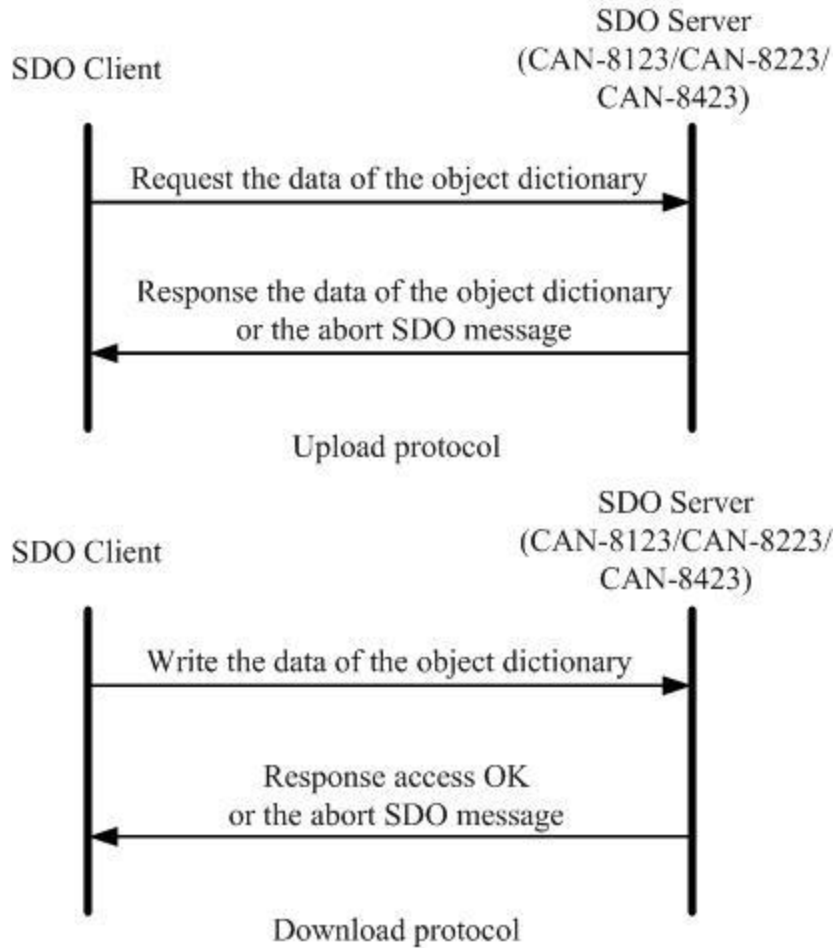 SDO Server
SDO Client
(CAN-8123/CAN-8223/
CAN-8423)
Request the data of the object dictionary
Response the data of the object dictionary
or the abort SDO message
Upload protocol
SDO Server
SDO Client
(CAN-8123/CAN-8223/
CAN-8423)
Write the data of the object dictionary
Response access OK
or the abort SDO message
Download protocol